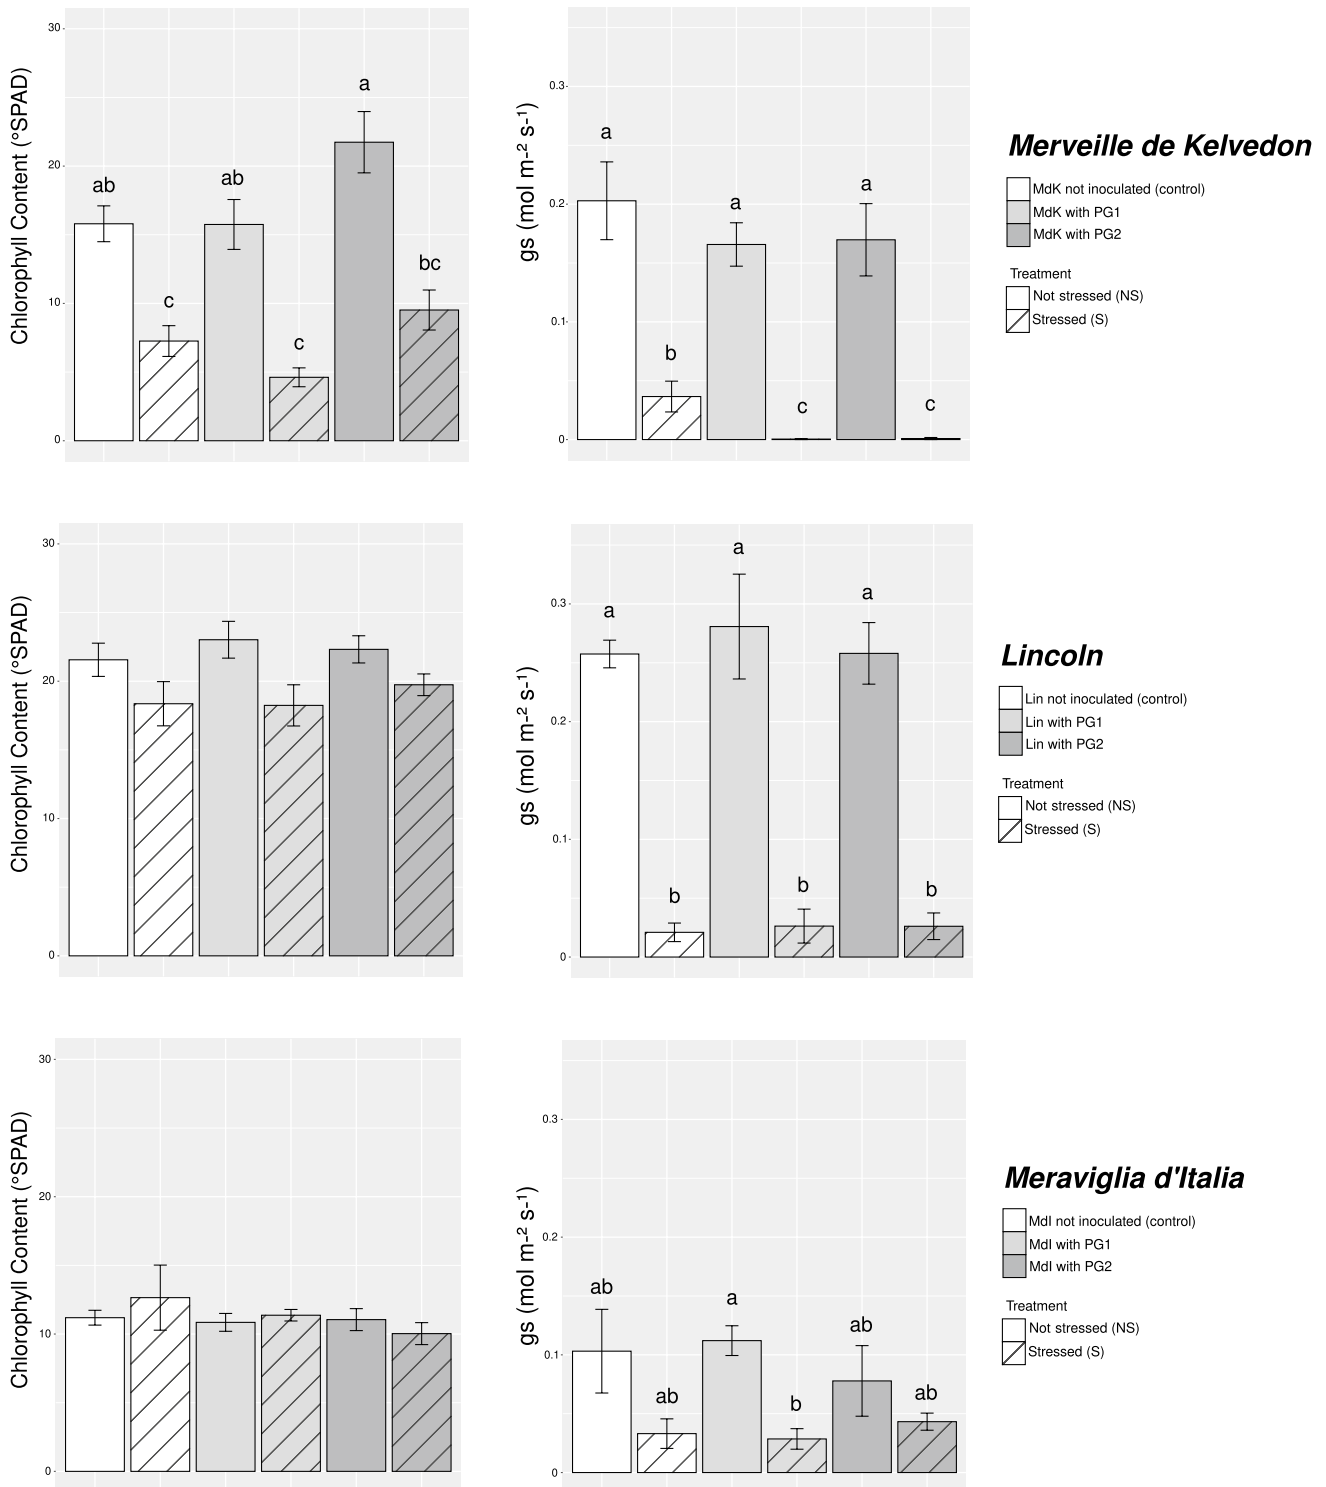 Chlorophyll Content (°SPAD)
30
20
10
0
ab
c
ab
c
a
bc
gs (mol m-² s-¹)
0.3
0.2
0.1
0
a
b
a
c
a
c
Merveille de Kelvedon
MdK not inoculated (control)
MdK with PG1
MdK with PG2
Treatment
Not stressed (NS)
Stressed (S)
Chlorophyll Content (°SPAD)
30
20
10
0
gs (mol m-² s-¹)
0.3
0.2
0.1
0
a
b
a
b
a
b
Lincoln
Lin not inoculated (control)
Lin with PG1
Lin with PG2
Treatment
Not stressed (NS)
Stressed (S)
Chlorophyll Content (°SPAD)
30
20
10
0
gs (mol m-² s-¹)
0.3
0.2
0.1
0
ab
ab
a
b
ab
ab
Meraviglia d'Italia
MdI not inoculated (control)
MdI with PG1
MdI with PG2
Treatment
Not stressed (NS)
Stressed (S)